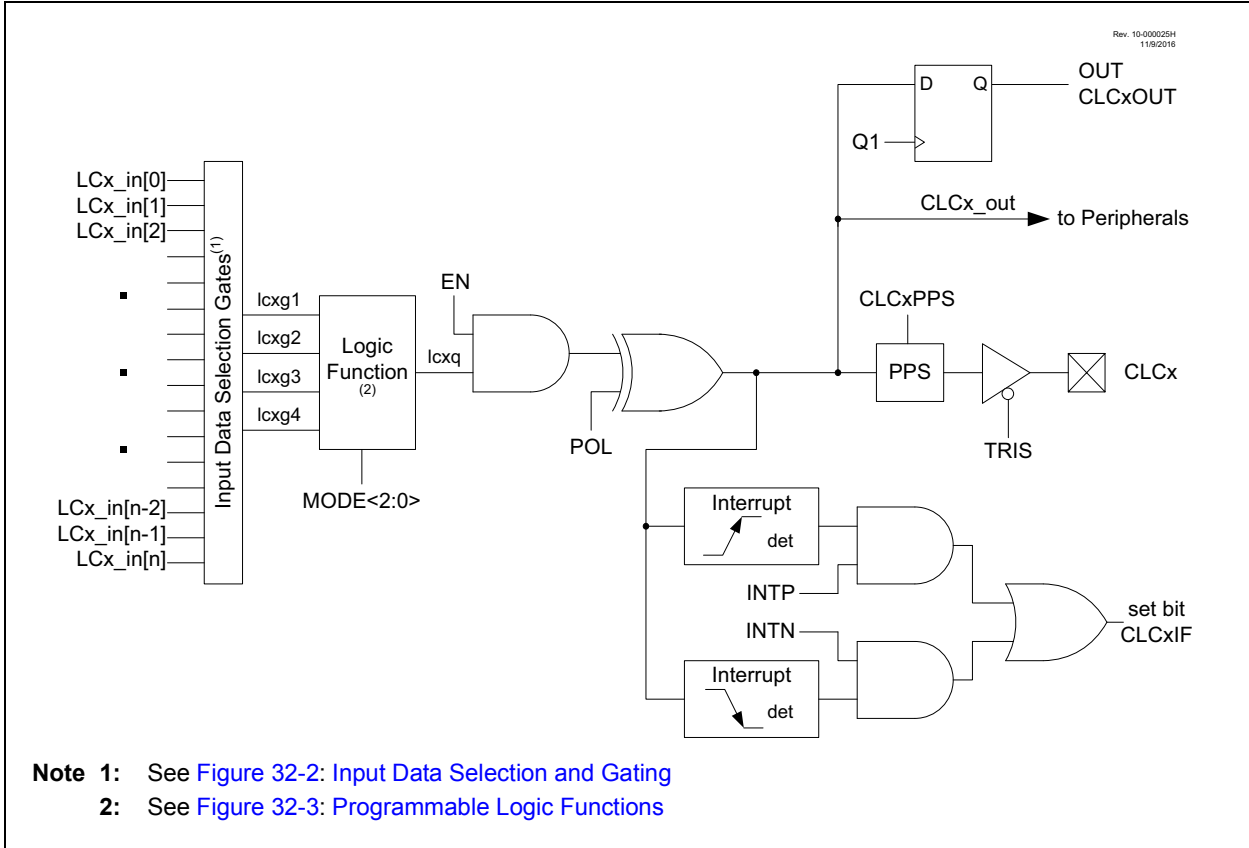 Rev. 10-000025H
11/9/2016
D Q
OUT
CLCxOUT
Q1
CLCx_out
to Peripherals
LCx_in[0]
LCx_in[1]
LCx_in[2]
Input Data Selection Gates(1)
LCx_in[n-2]
LCx_in[n-1]
LCx_in[n]
lcxg1
lcxg2
lcxg3
lcxg4
Logic
Function
(2)
MODE<2:0>
EN
lcxq
POL
CLCxPPS
PPS
CLCx
TRIS
Interrupt
det
INTP
INTN
Interrupt
det
set bit
CLCxIF
Note 1: See Figure 32-2: Input Data Selection and Gating
2: See Figure 32-3: Programmable Logic Functions